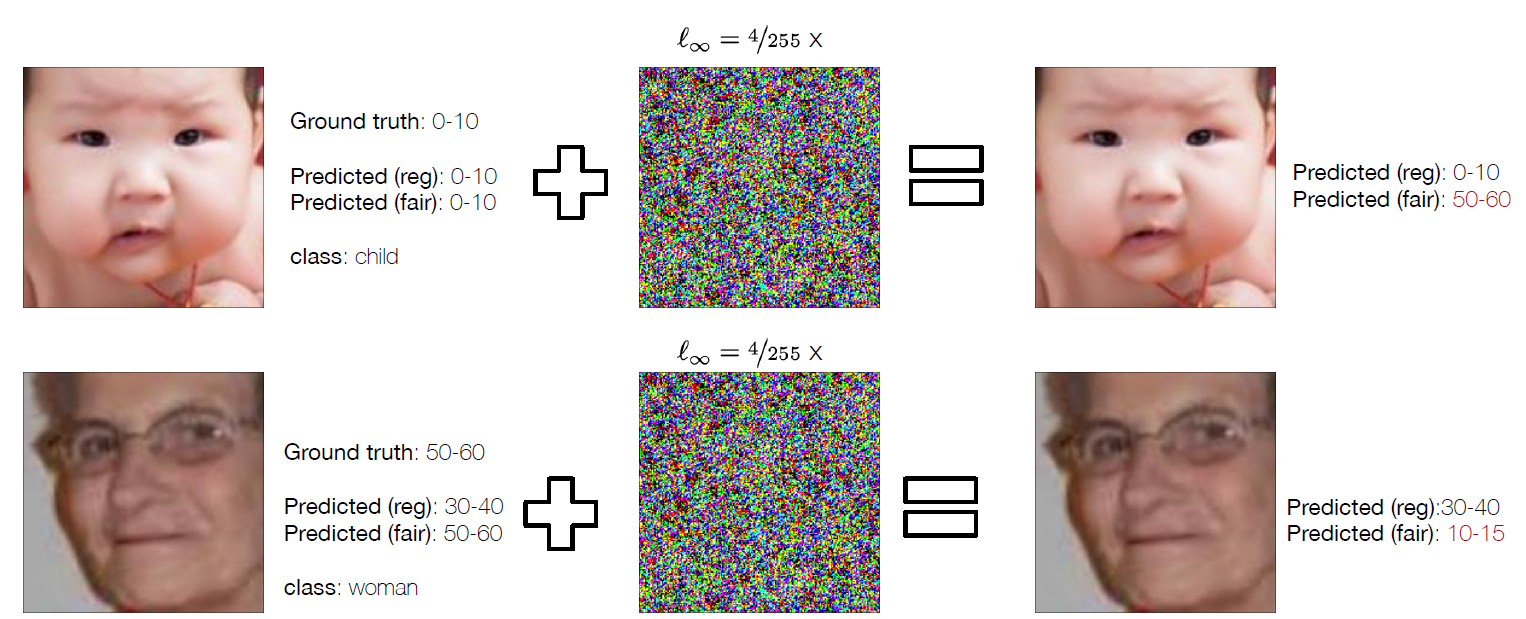 ℓ∞ = 4/255 x
Ground truth: 0-10
Predicted (reg): 0-10
Predicted (fair): 0-10
class: child
Predicted (reg): 0-10
Predicted (fair): 50-60
ℓ∞ = 4/255 x
Ground truth: 50-60
Predicted (reg): 30-40
Predicted (fair): 50-60
class: woman
Predicted (reg):30-40
Predicted (fair): 10-15